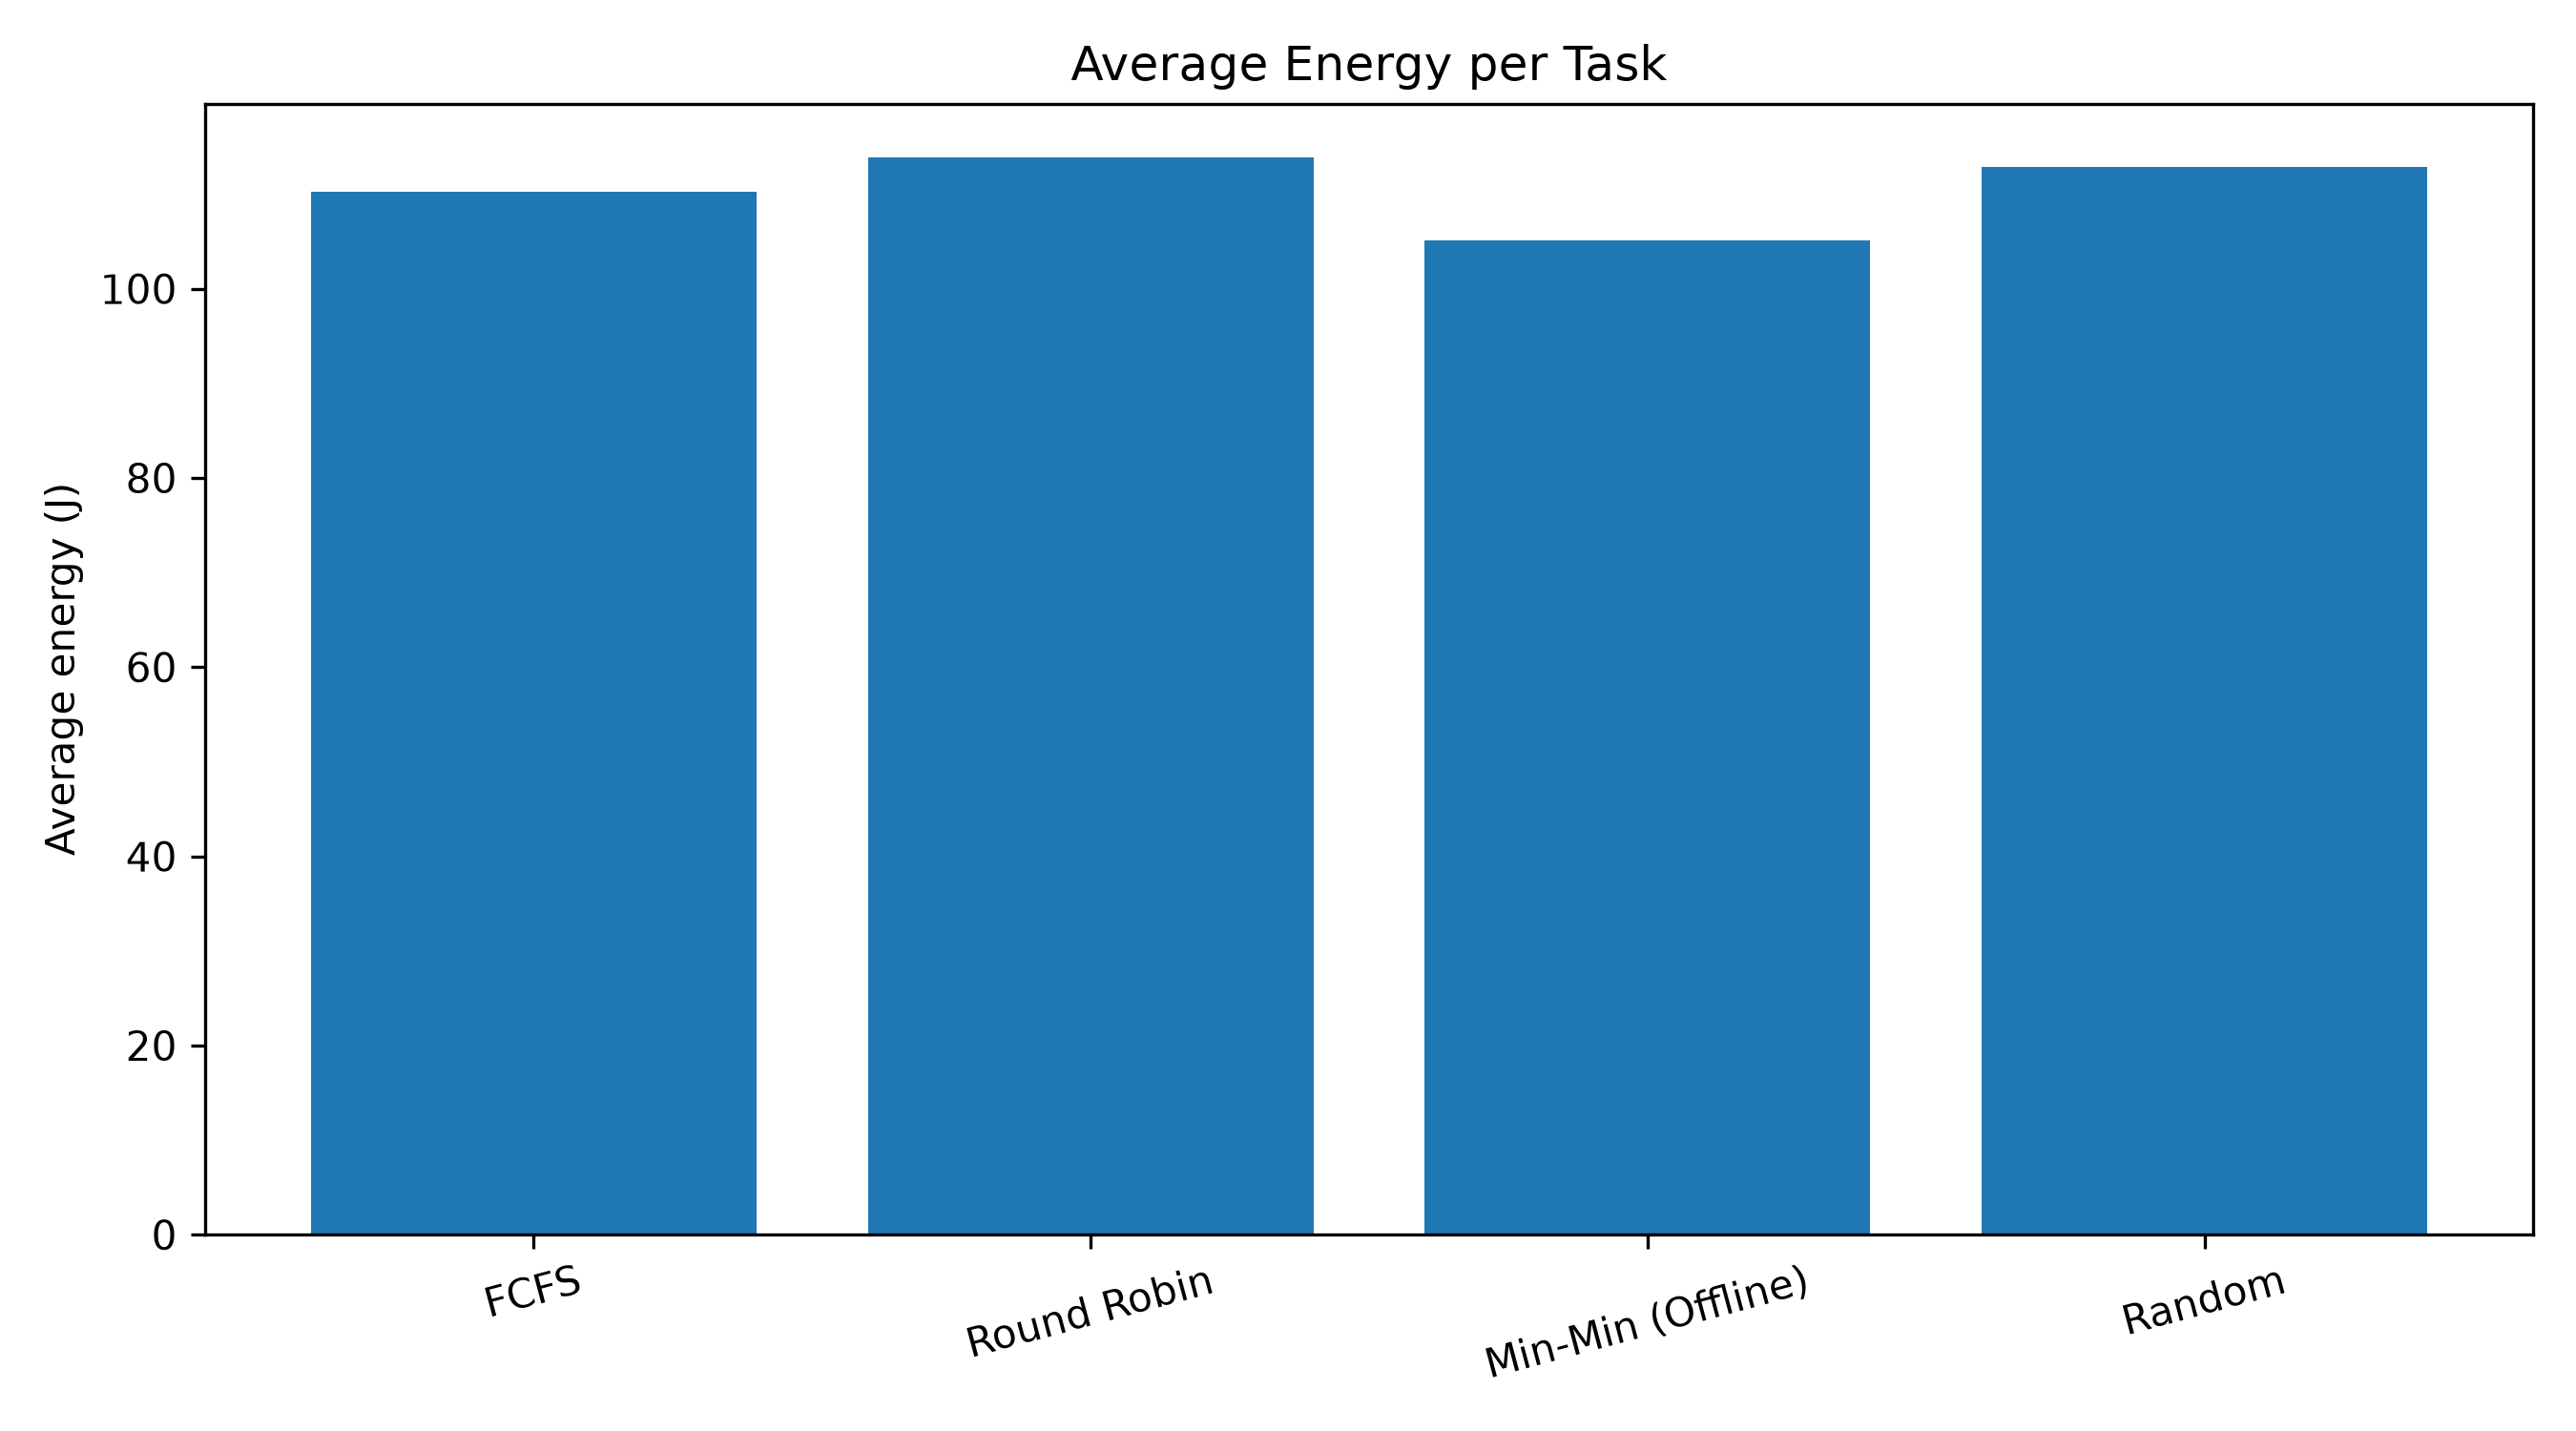 Average Energy per Task
Average energy (J)
100
80
60
40
20
0
FCFS
Round Robin
Min-Min (Offline)
Random